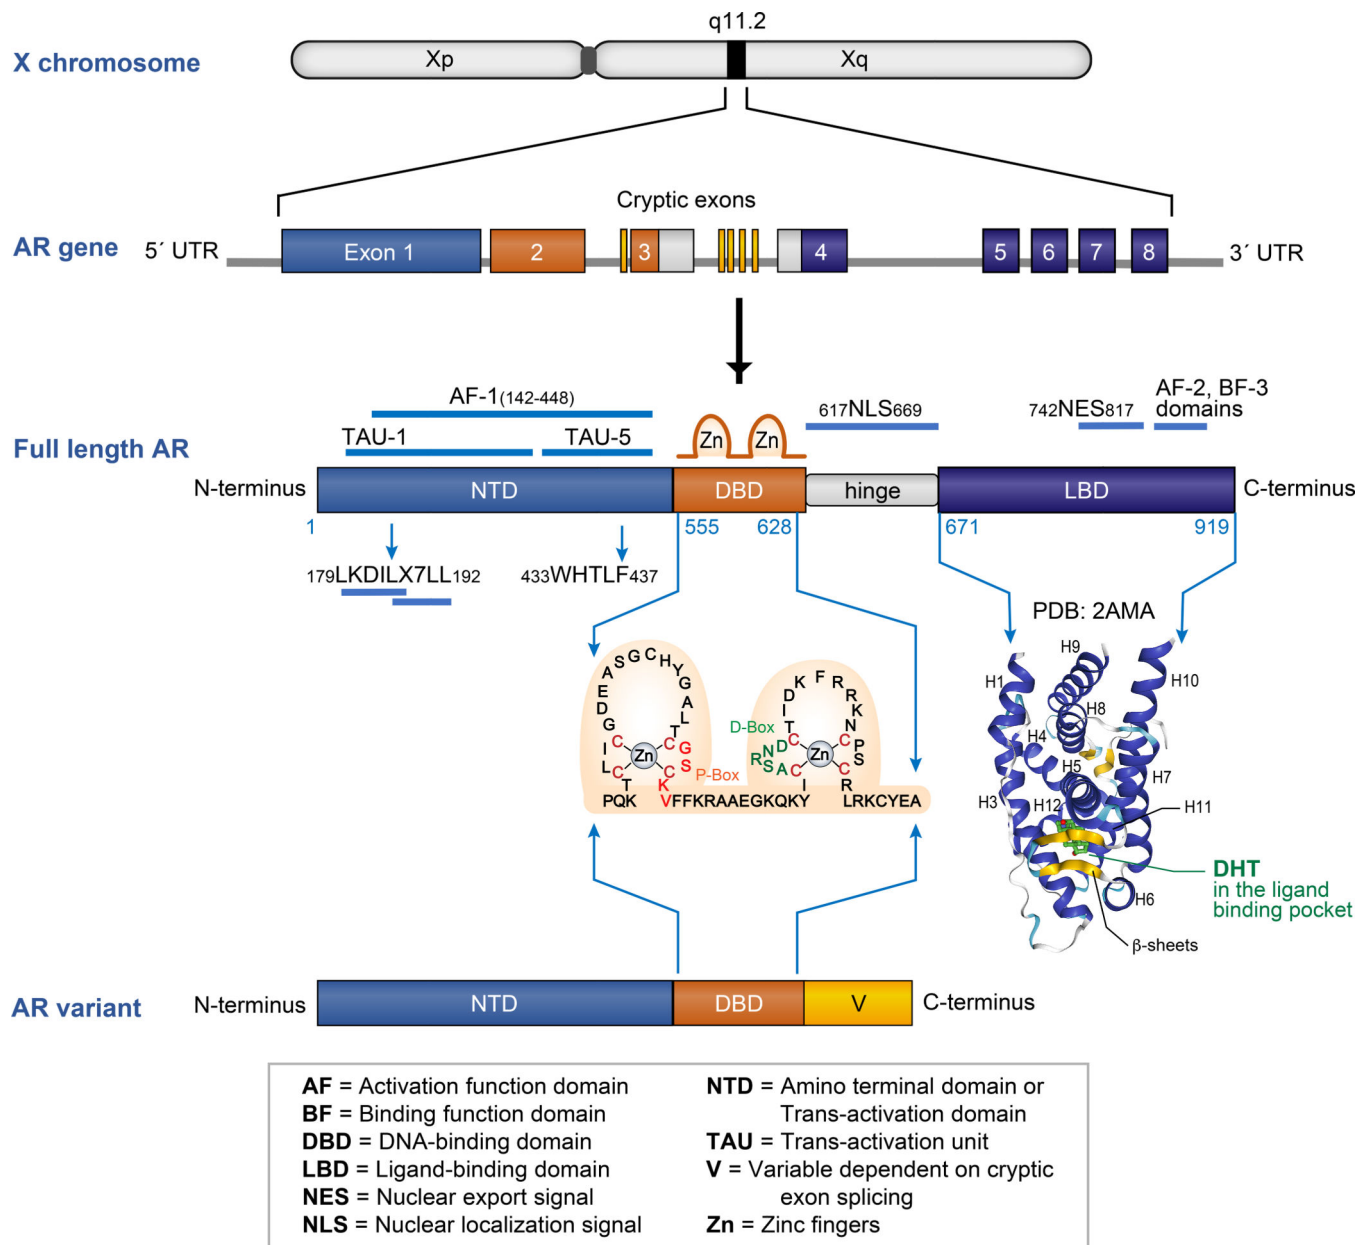 q11.2
X chromosome
Xp
Xq
Cryptic exons
AR gene
5´ UTR
Exon 1
2
3
4
5
6
7
8
3´ UTR
AF-1(142-448)
617NLS669
742NES817
AF-2, BF-3
domains
TAU-1
TAU-5
Zn
Zn
Full length AR
N-terminus
NTD
DBD
hinge
LBD
C-terminus
1
555
628
671
919
179LKDILX7LL192
433WHTLF437
PDB: 2AMA
PQKTCLICGDEASGCHYGALTCGSCKVFFKRAAEGKQKYICASRNDCTIDKFRRKNCPSCRLRKCYEA
Zn
Zn
D-Box
P-Box
H9
H1
H10
H8
H4
H5
H7
H3
H12
H11
DHT
in the ligand
binding pocket
H6
β-sheets
AR variant
N-terminus
NTD
DBD
V
C-terminus
AF = Activation function domain
BF = Binding function domain
DBD = DNA-binding domain
LBD = Ligand-binding domain
NES = Nuclear export signal
NLS = Nuclear localization signal
NTD = Amino terminal domain or
Trans-activation domain
TAU = Trans-activation unit
V = Variable dependent on cryptic
exon splicing
Zn = Zinc fingers